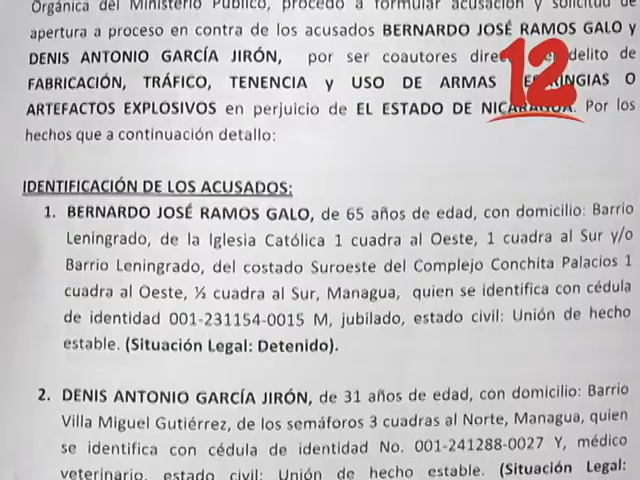 Orgánica del Ministerio Público, procedo a formular acusación y solicitud de
apertura a proceso en contra de los acusados BERNARDO JOSÉ RAMOS GALO y
DENIS ANTONIO GARCÍA JIRÓN, por ser coautores delito de
FABRICACIÓN, TRÁFICO, TENENCIA y USO DE ARMAS O
ARTEFACTOS EXPLOSIVOS en perjuicio de EL ESTADO DE NICARAGUA. Por los
hechos que a continuación detallo:
12
IDENTIFICACIÓN DE LOS ACUSADOS:
1. BERNARDO JOSÉ RAMOS GALO, de 65 años de edad, con domicilio: Barrio
Leningrado, de la Iglesia Católica 1 cuadra al Oeste, 1 cuadra al Sur y/o
Barrio Leningrado, del costado Suroeste del Complejo Conchita Palacios 1
cuadra al Oeste, ½ cuadra al Sur, Managua, quien se identifica con cédula
de identidad 001-231154-0015 M, jubilado, estado civil: Unión de hecho
estable. (Situación Legal: Detenido).
2. DENIS ANTONIO GARCÍA JIRÓN, de 31 años de edad, con domicilio: Barrio
Villa Miguel Gutiérrez, de los semáforos 3 cuadras al Norte, Managua, quien
se identifica con cédula de identidad No. 001-241288-0027 Y, médico
veterinario, estado civil: Unión de hecho estable. (Situación Legal: